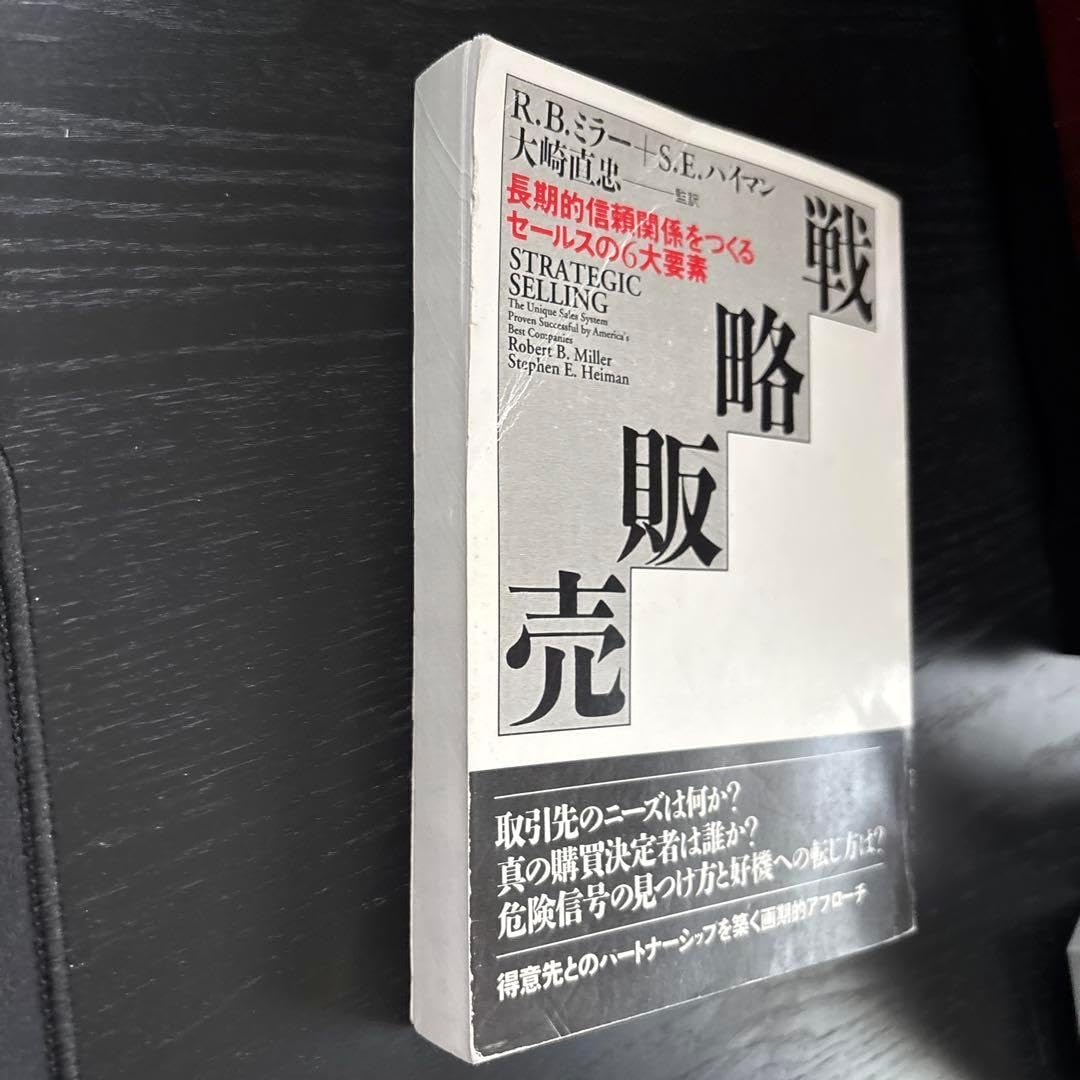 R.B.ミラー+S.E.ハイマン
大崎直忠——監訳
長期的信頼関係をつくる
セールスの6大要素
STRATEGIC
SELLING
The Unique Sales System
Proven Successful by America's
Best Companies
Robert B. Miller
Stephen E. Heiman
戦略販売
取引先のニーズは何か?
真の購買決定者は誰か?
危険信号の見つけ方と好機への転じ方は?
得意先とのパートナーシップを築く画期的アプローチ